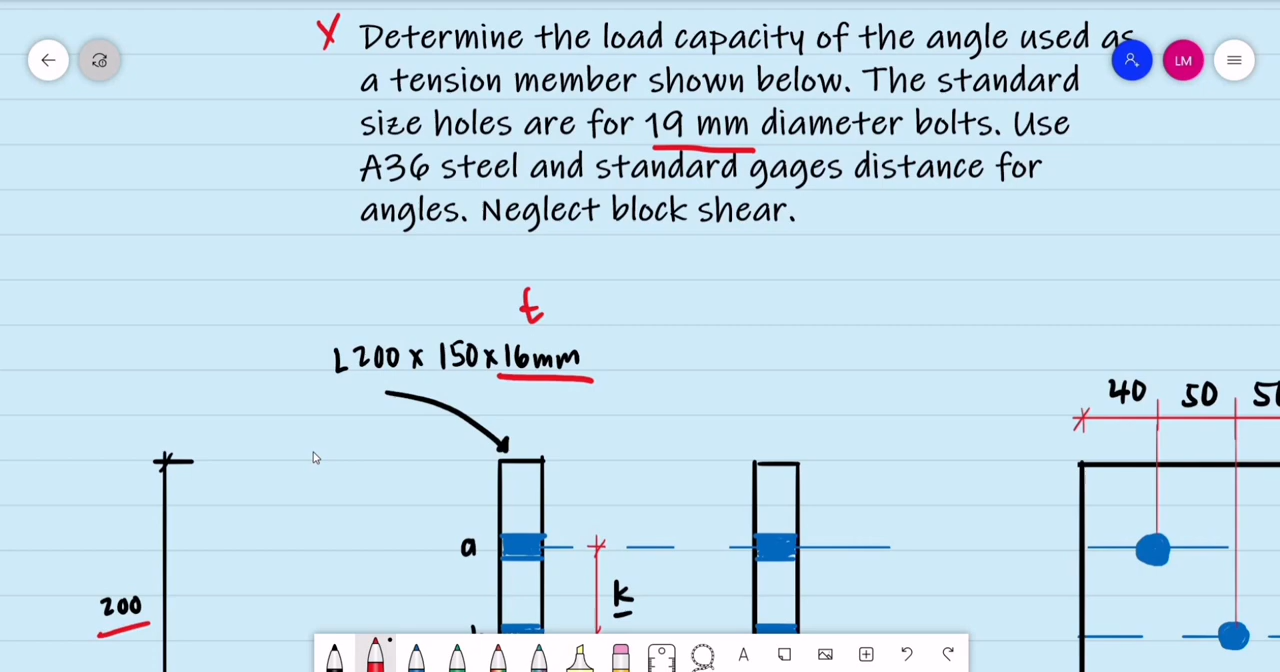 x Determine the load capacity of the angle used as
a tension member shown below. The standard
size holes are for 19 mm diameter bolts. Use
A36 steel and standard gages distance for
angles. Neglect block shear.
LM
t
L200 x 150 x 16mm
40 50
a
k
200
A